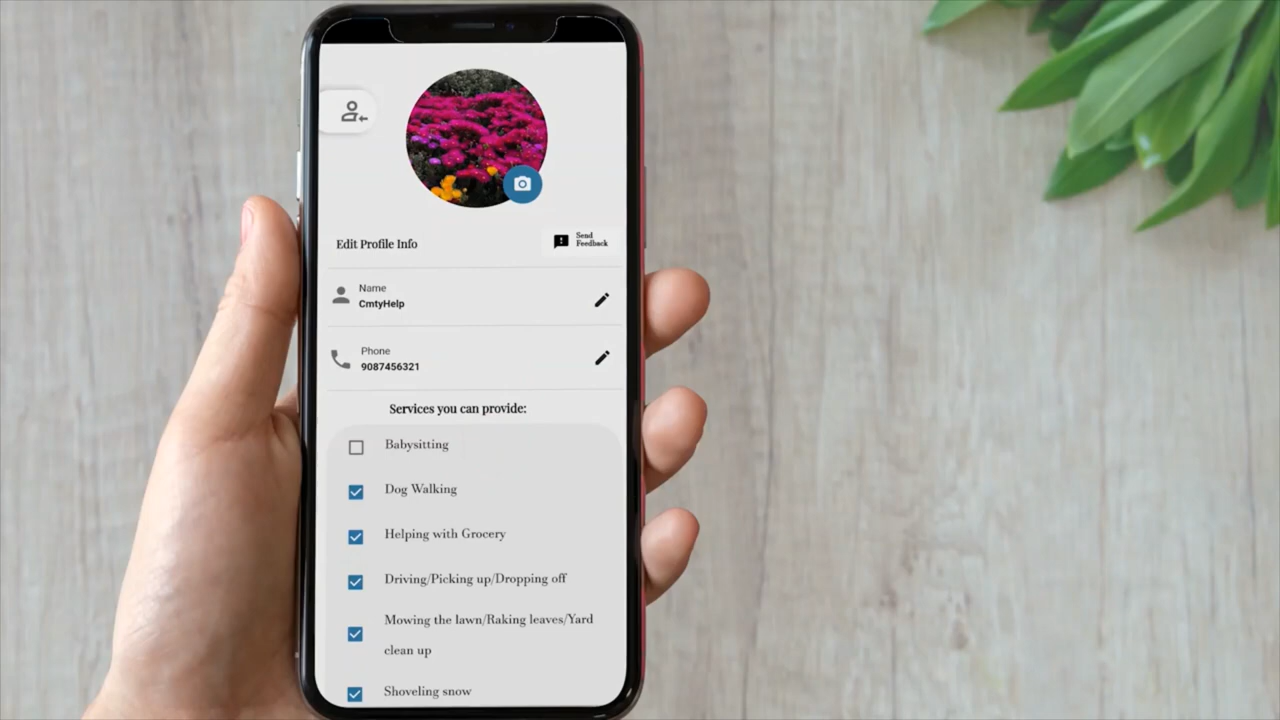 Edit Profile Info
Send
Feedback
Name
CmtyHelp
Phone
9087456321
Services you can provide:
Babysitting
Dog Walking
Helping with Grocery
Driving/Picking up/Dropping off
Mowing the lawn/Raking leaves/Yard
clean up
Shoveling snow